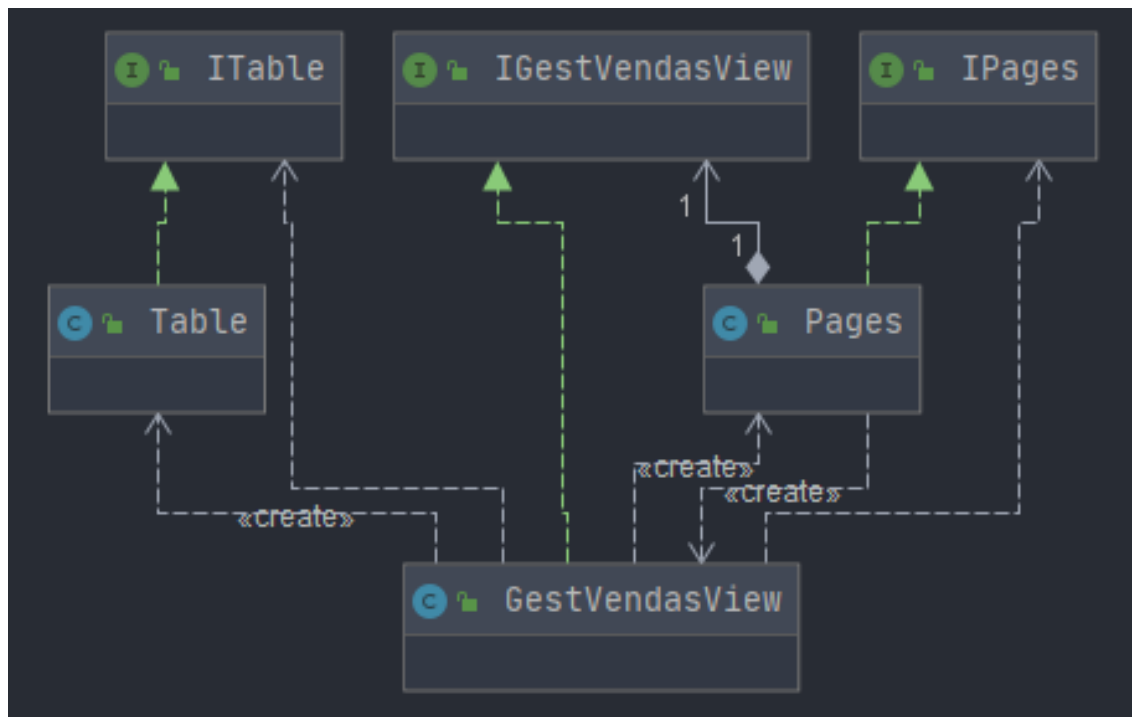 I ITable
I IGestVendasView
I IPages
1
1
C Table
C Pages
«create»
«create»
«create»
C GestVendasView